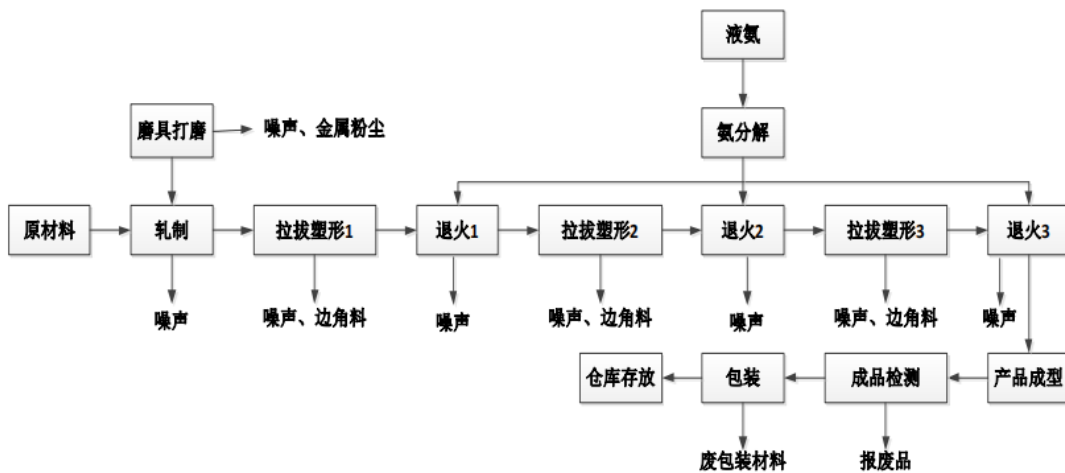 液氨
磨具打磨
噪声、金属粉尘
氨分解
原材料
轧制
拉拔塑形1
退火1
拉拔塑形2
退火2
拉拔塑形3
退火3
噪声
噪声、边角料
噪声
噪声、边角料
噪声
噪声、边角料
噪声
仓库存放
包装
成品检测
产品成型
废包装材料
报废品